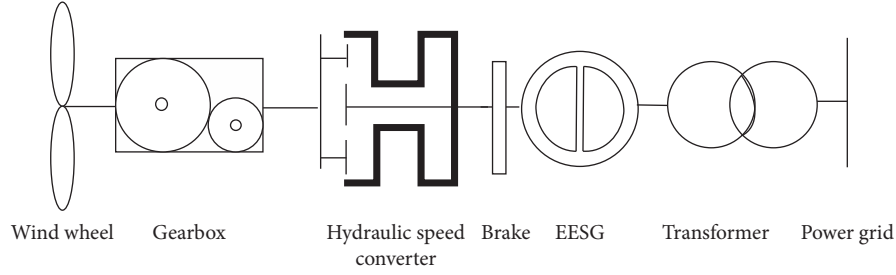 Wind wheel Gearbox Hydraulic speed Brake EESG Transformer Power grid
converter